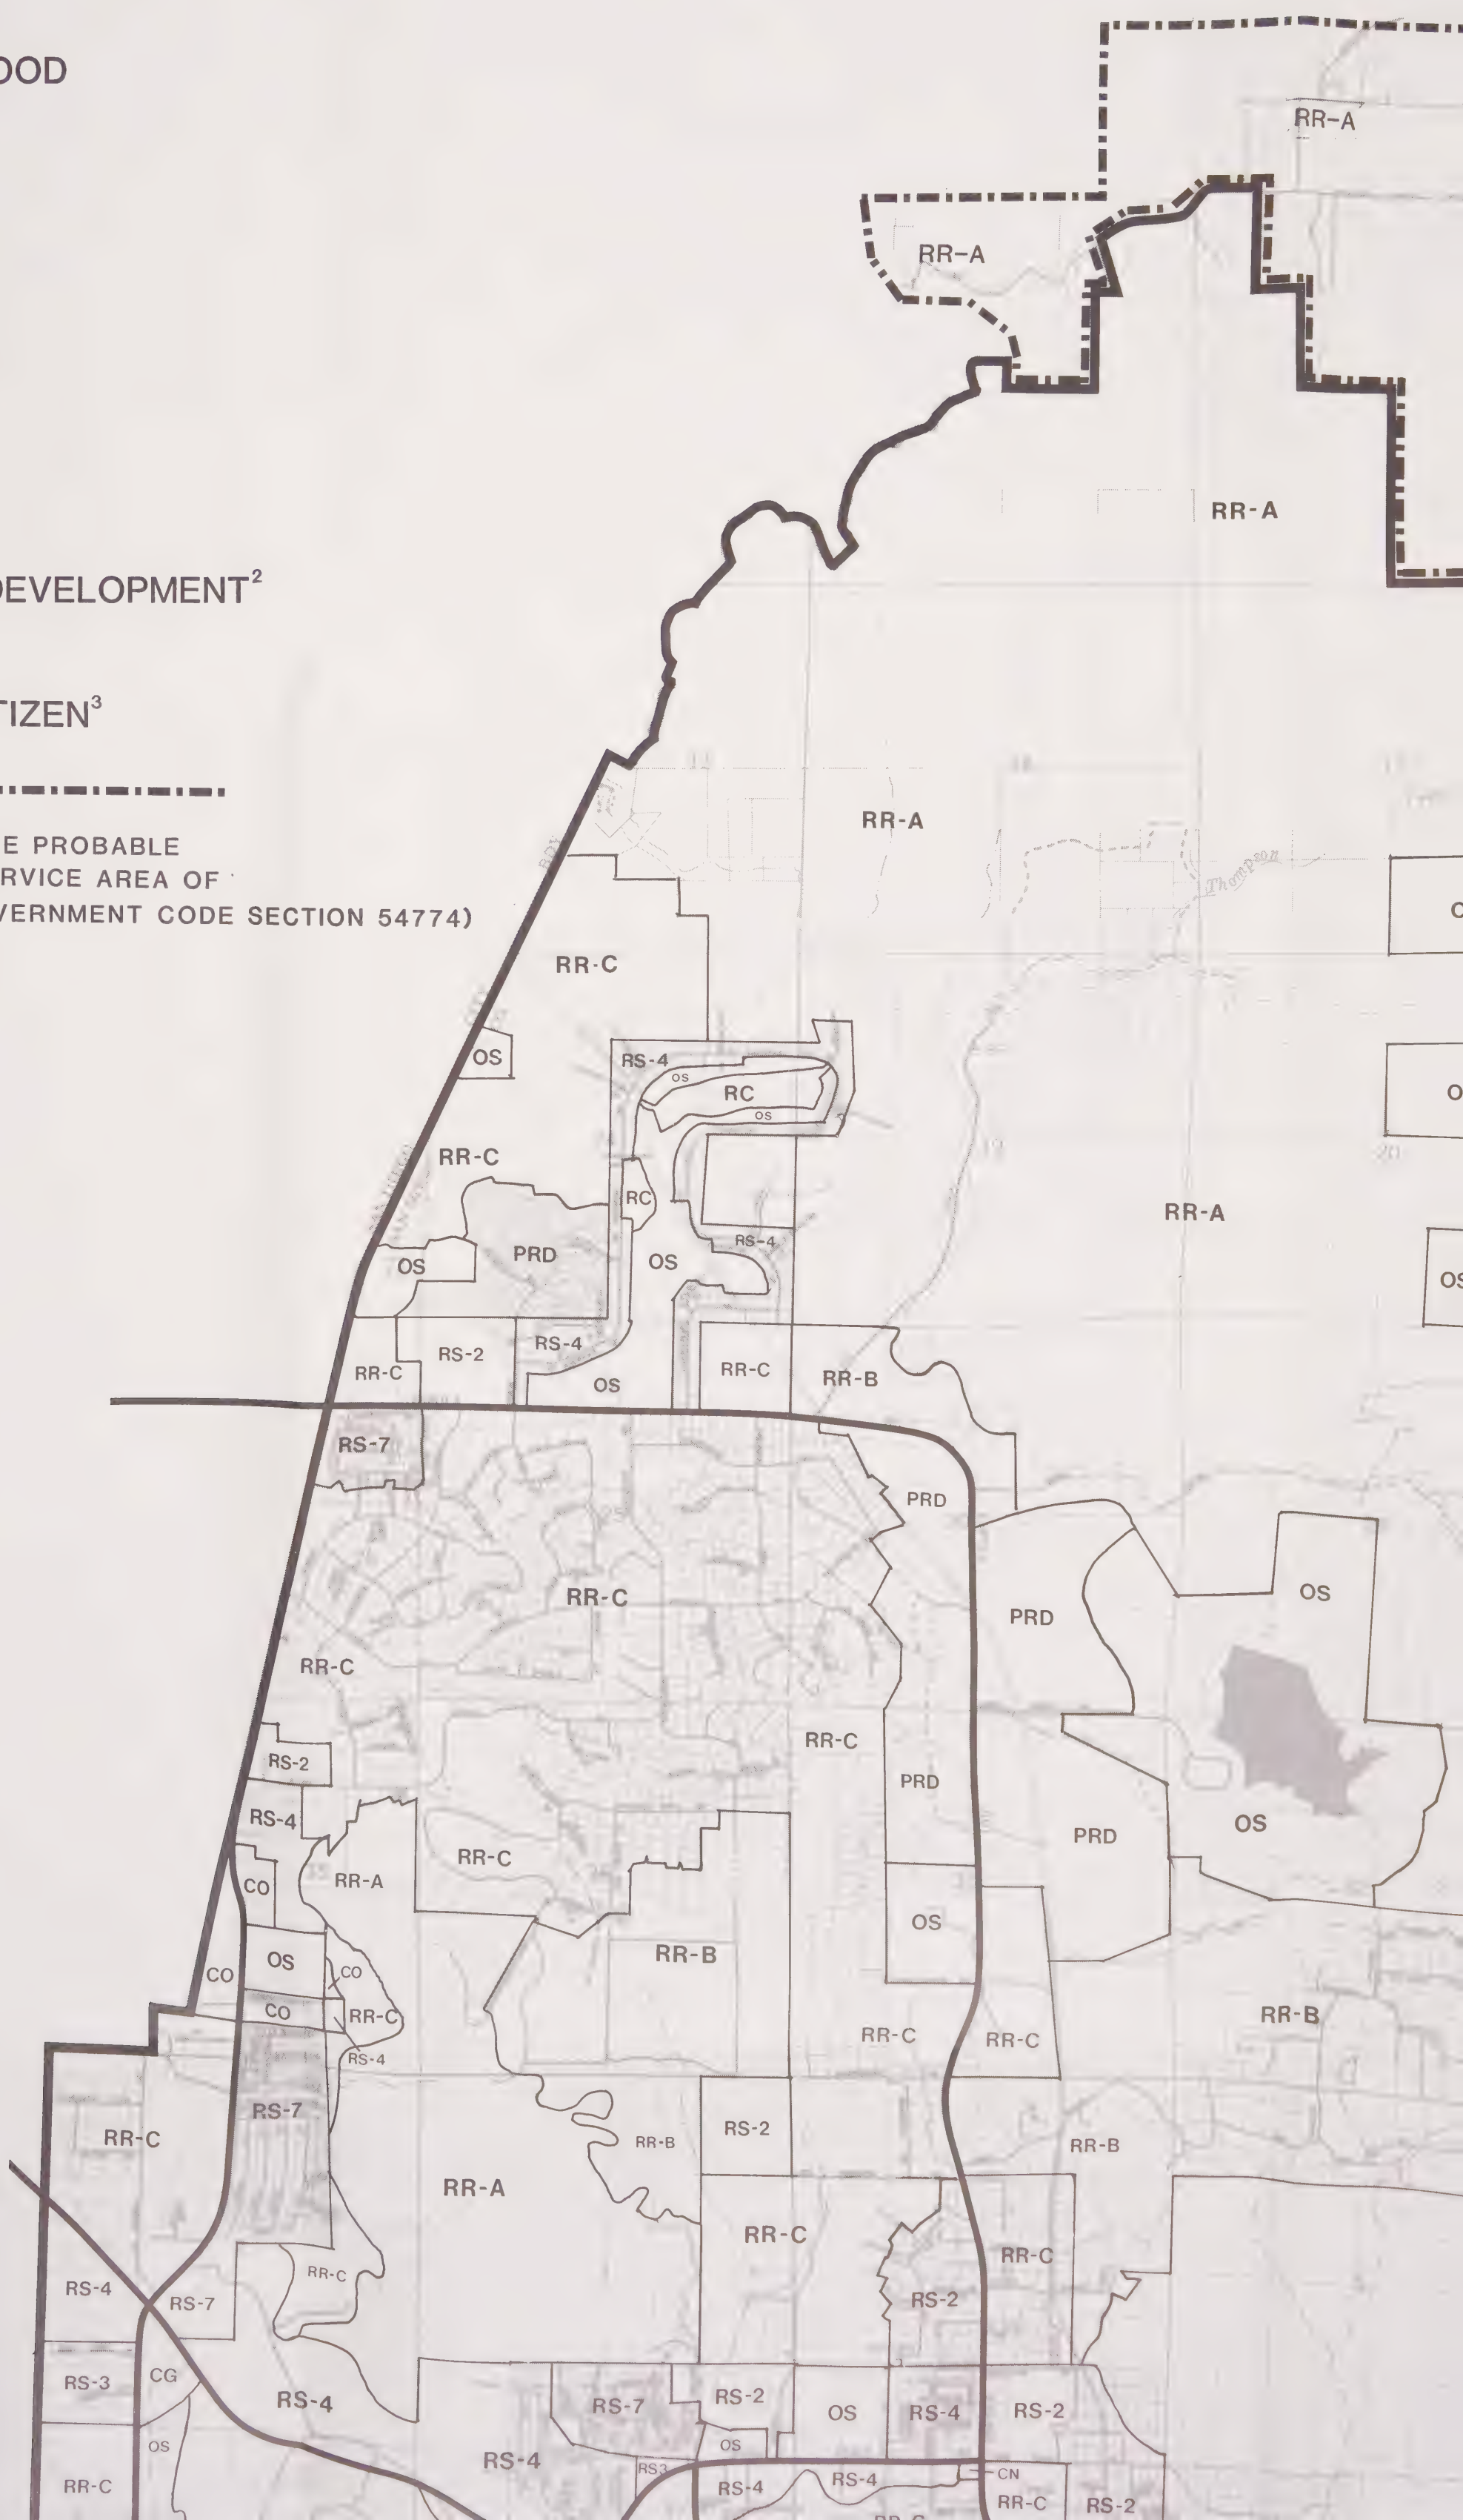 OOD
RR-A
RR-A
RR-A
DEVELOPMENT²
TIZEN³
E PROBABLE
RVICE AREA OF
VERNMENT CODE SECTION 54774)
BDY
RR-A
Thompson
RR-C
OS
RS-4
OS
RC
OS
19
20
RR-C
RC
RR-A
RS-4
PRD
OS
OS
OS
RS-4
RS-2
RR-C
RR-C
RR-B
OS
RS-7
PRD
OS
RR-C
PRD
RR-C
RR-C
RS-2
PRD
RS-4
OS
PRD
RR-C
RR-A
CO
OS
RR-B
OS
CO
CO
CO
RR-C
RR-B
RR-C
RR-C
RS-4
RS-7
RS-2
RR-C
RR-B
RR-B
RR-A
RR-C
RR-C
RR-C
RS-4
RS-7
RS-2
CG
RS-3
RS-4
RS-7
RS-2
OS
RS-4
RS-2
OS
OS
RS-4
RS3
CN
RR-C
RS-4
RS-4
RR-C
RS-2